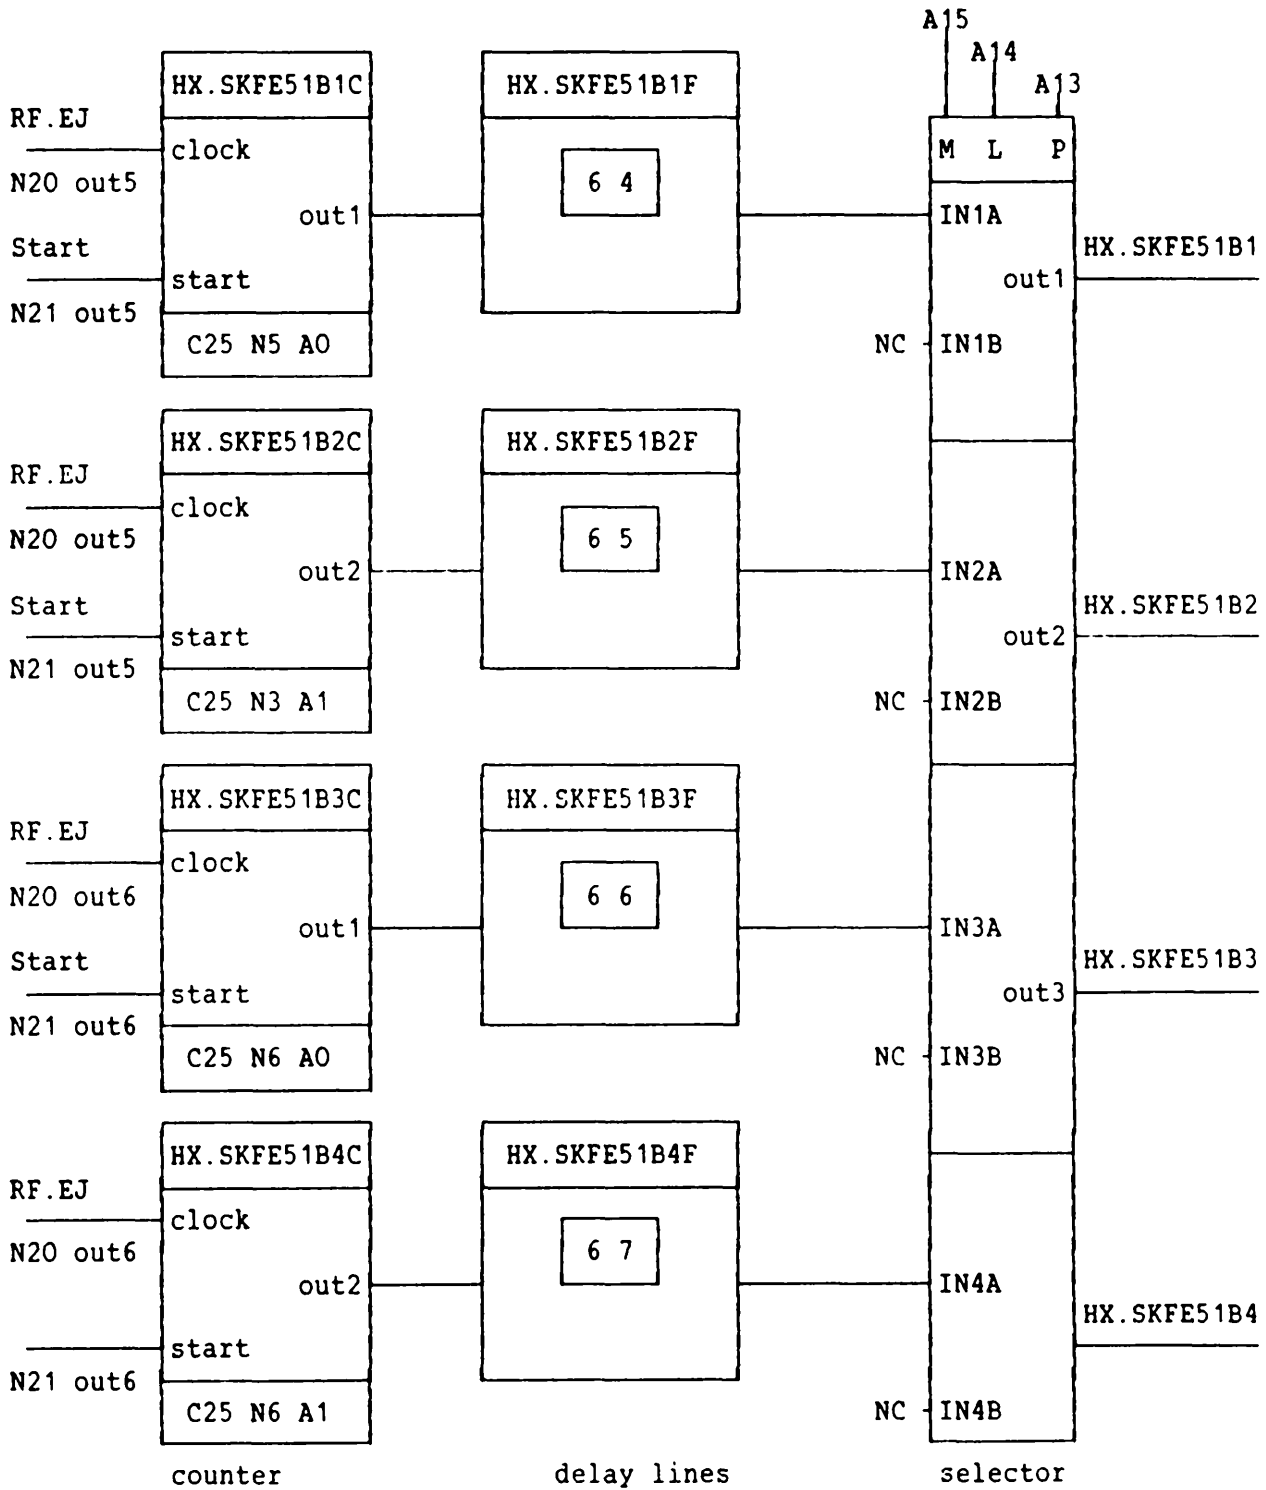 A15
A14
A13
HX.SKFE51B1C
HX.SKFE51B1F
RF.EJ
clock
N20 out5
6 4
M L P
out1
IN1A
Start
start
N21 out5
HX.SKFE51B1
out1
C25 N5 A0
NC IN1B
HX.SKFE51B2C
HX.SKFE51B2F
RF.EJ
clock
N20 out5
6 5
out2
IN2A
Start
start
N21 out5
HX.SKFE51B2
out2
C25 N3 A1
NC IN2B
HX.SKFE51B3C
HX.SKFE51B3F
RF.EJ
clock
N20 out6
6 6
out1
IN3A
Start
start
N21 out6
HX.SKFE51B3
out3
C25 N6 A0
NC IN3B
HX.SKFE51B4C
HX.SKFE51B4F
RF.EJ
clock
N20 out6
6 7
out2
IN4A
start
N21 out6
HX.SKFE51B4
C25 N6 A1
NC IN4B
counter
delay lines
selector